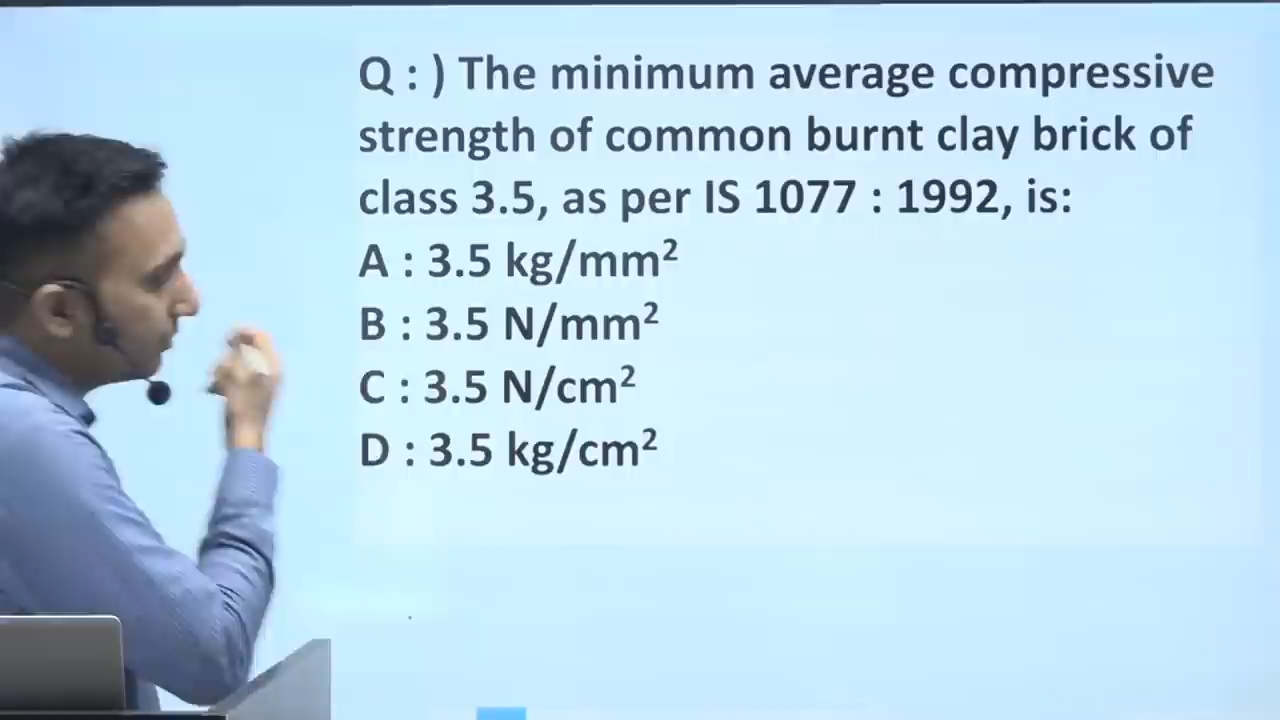 Q : ) The minimum average compressive
strength of common burnt clay brick of
class 3.5, as per IS 1077 : 1992, is:
A : 3.5 kg/mm²
B : 3.5 N/mm²
C : 3.5 N/cm²
D : 3.5 kg/cm²